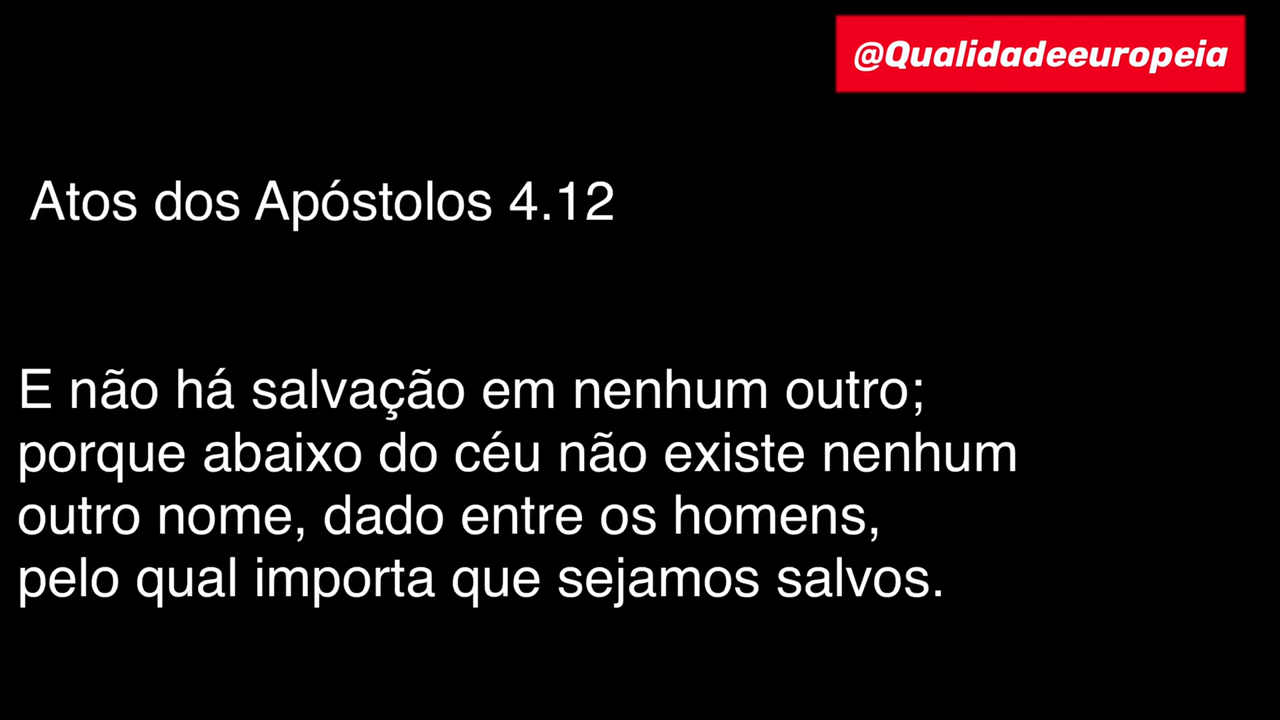 @Qualidadeeuropeia
Atos dos Apóstolos 4.12
E não há salvação em nenhum outro;
porque abaixo do céu não existe nenhum
outro nome, dado entre os homens,
pelo qual importa que sejamos salvos.